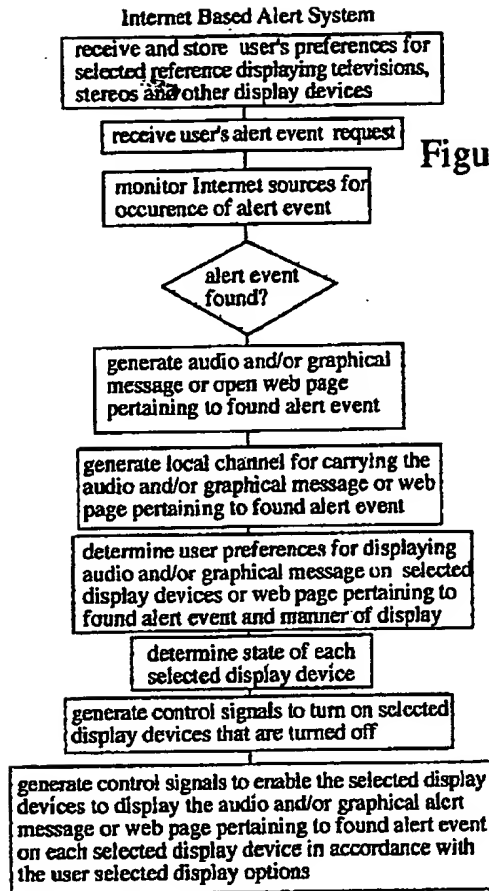 Internet Based Alert System
receive and store user's preferences for
selected reference displaying televisions,
stereos and other display devices
receive user's alert event request
Figu
monitor Internet sources for
occurence of alert event
alert event
found?
generate audio and/or graphical
message or open web page
pertaining to found alert event
generate local channel for carrying the
audio and/or graphical message or web
page pertaining to found alert event
determine user preferences for displaying
audio and/or graphical message on selected
display devices or web page pertaining to
found alert event and manner of display
determine state of each
selected display device
generate control signals to turn on selected
display devices that are turned off
generate control signals to enable the selected display
devices to display the audio and/or graphical alert
message or web page pertaining to found alert event
on each selected display device in accordance with
the user selected display options